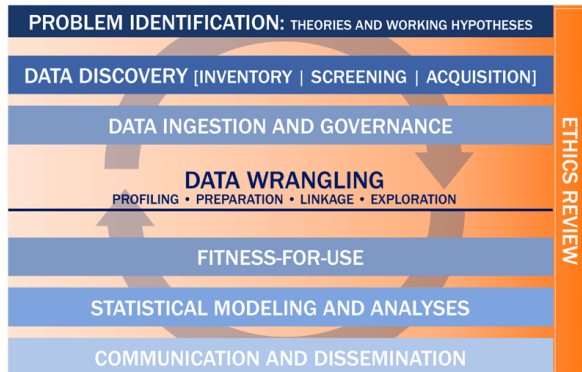 PROBLEM IDENTIFICATION: THEORIES AND WORKING HYPOTHESES
DATA DISCOVERY [INVENTORY | SCREENING | ACQUISITION]
DATA INGESTION AND GOVERNANCE
DATA WRANGLING
PROFILING • PREPARATION • LINKAGE • EXPLORATION
FITNESS-FOR-USE
STATISTICAL MODELING AND ANALYSES
COMMUNICATION AND DISSEMINATION
ETHICS REVIEW